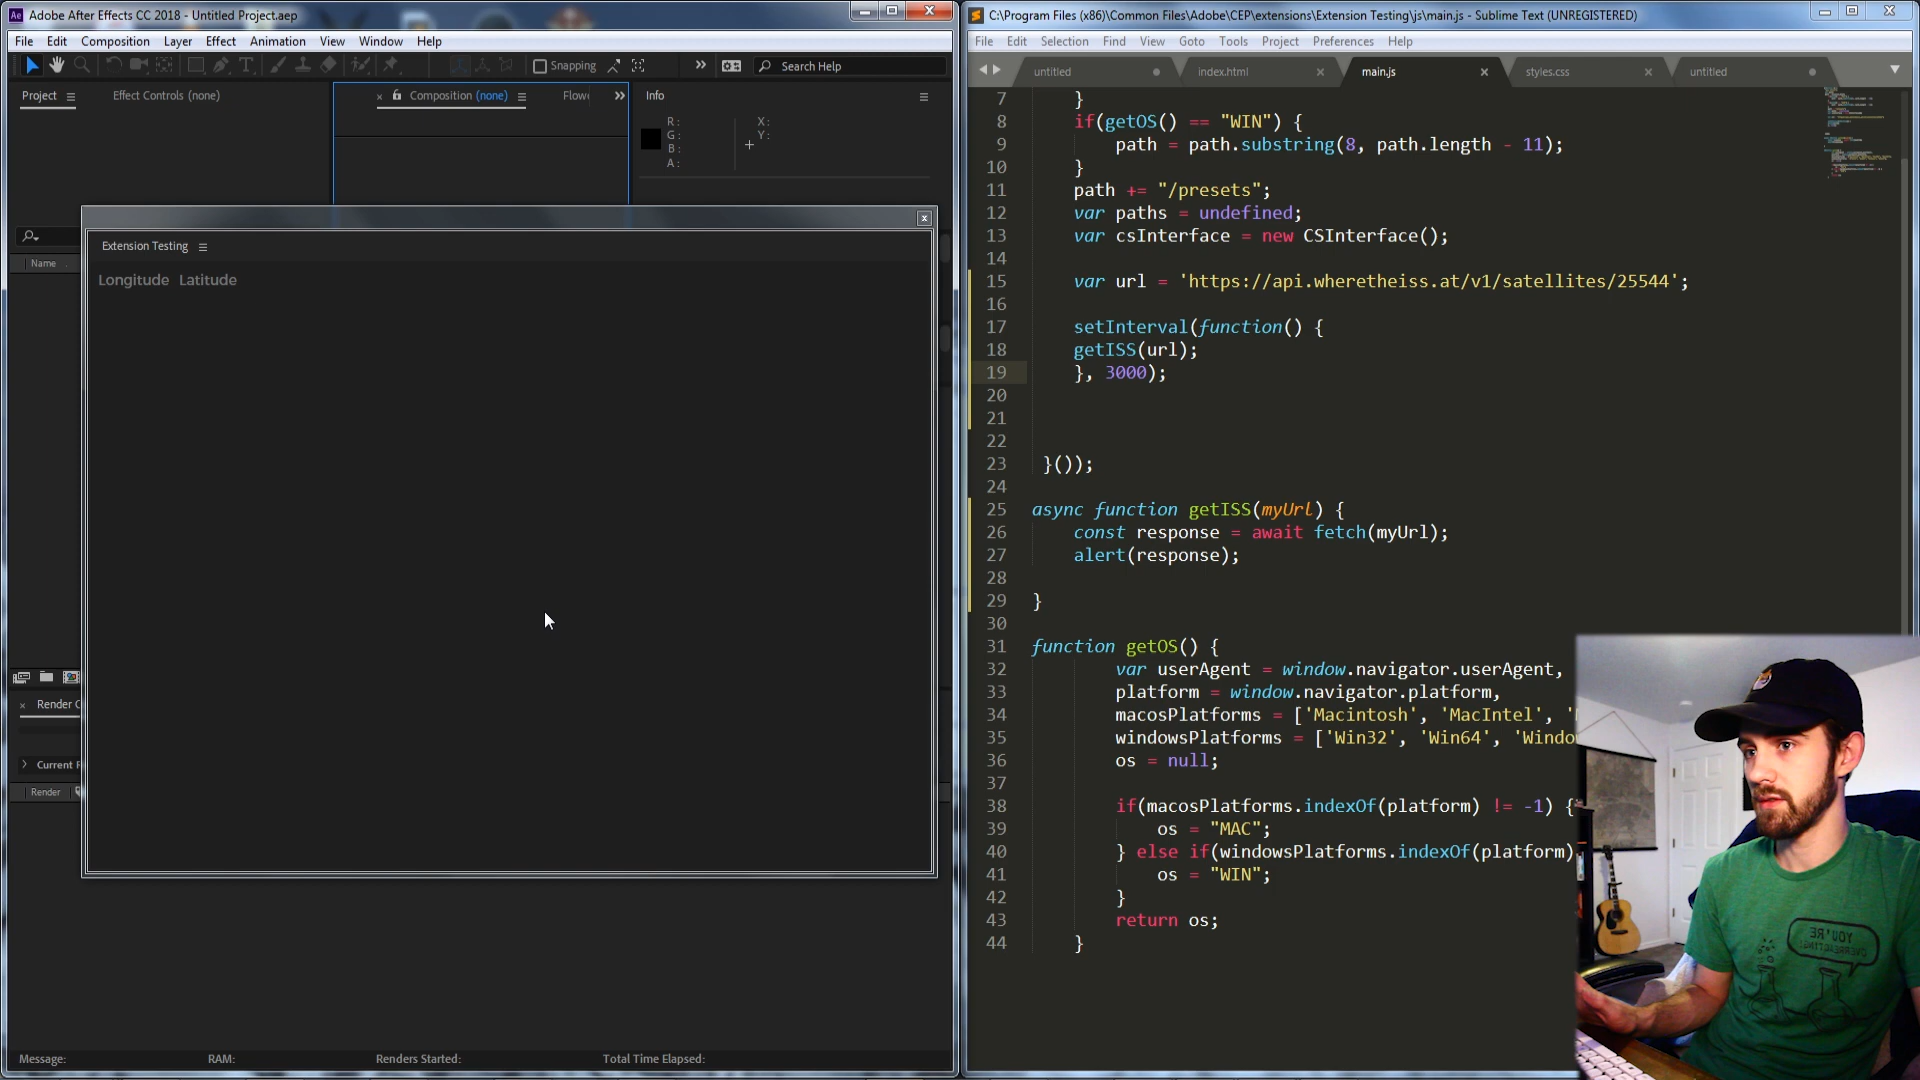 Adobe After Effects CC 2018 - Untitled Project.aep
File Edit Composition Layer Effect Animation View Window Help
Snapping
Search Help
Project
Effect Controls (none)
Composition (none)
Info
R:
G:
B:
A:
X:
Y:
Name
Extension Testing
Longitude Latitude
Render
Current
Render
Message:
RAM:
Renders Started:
Total Time Elapsed:
C:\Program Files (x86)\Common Files\Adobe\CEP\extensions\Extension Testing\js\main.js - Sublime Text (UNREGISTERED)
File Edit Selection Find View Goto Tools Project Preferences Help
untitled
index.html
main.js
styles.css
untitled
7 }
8 if(getOS() == "WIN") {
9 path = path.substring(8, path.length - 11);
10 }
11 path += "/presets";
12 var paths = undefined;
13 var csInterface = new CSInterface();
14
15 var url = 'https://api.wheretheiss.at/v1/satellites/25544';
16
17 setInterval(function() {
18 getISS(url);
19 }, 3000);
20
21
22
23 }());
24
25 async function getISS(myUrl) {
26 const response = await fetch(myUrl);
27 alert(response);
28
29 }
30
31 function getOS() {
32 var userAgent = window.navigator.userAgent,
33 platform = window.navigator.platform,
34 macosPlatforms = ['Macintosh', 'MacIntel', '
35 windowsPlatforms = ['Win32', 'Win64', 'Windo
36 os = null;
37
38 if(macosPlatforms.indexOf(platform) != -1) {
39 os = "MAC";
40 } else if(windowsPlatforms.indexOf(platform)
41 os = "WIN";
42 }
43 return os;
44 }
YOU'RE
OVERREACTING!